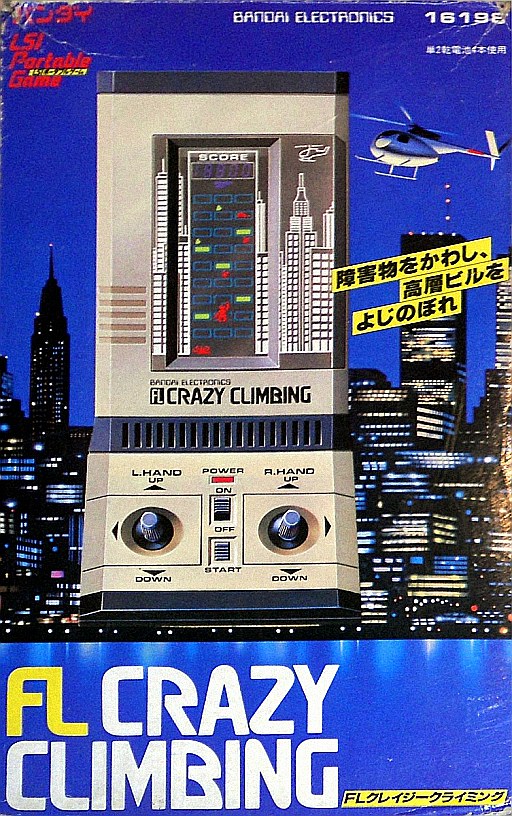 バンダイ
BANDAI ELECTRONICS
16198
LSI
Portable
Game
単2乾電池4本使用
SCORE
障害物をかわし、
高層ビルを
よじのぼれ
BANDAI ELECTRONICS
FL CRAZY CLIMBING
L.HAND
UP
POWER
R.HAND
UP
ON
OFF
START
DOWN
DOWN
FL CRAZY
CLIMBING
FLクレイジークライミング